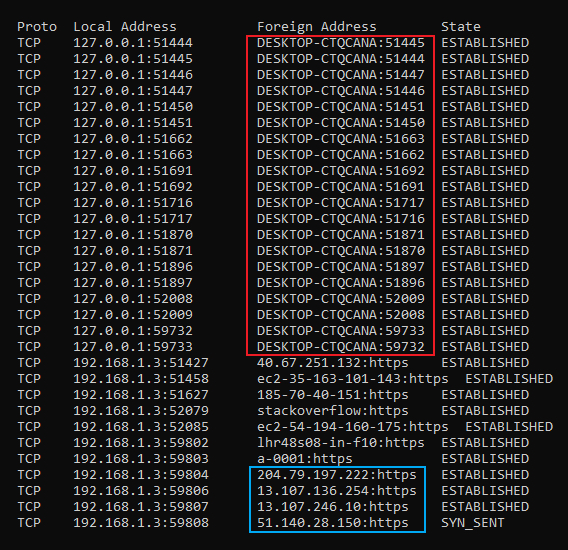 Proto  Local Address          Foreign Address        State
TCP    127.0.0.1:51444        DESKTOP-CTQCANA:51445  ESTABLISHED
TCP    127.0.0.1:51445        DESKTOP-CTQCANA:51444  ESTABLISHED
TCP    127.0.0.1:51446        DESKTOP-CTQCANA:51447  ESTABLISHED
TCP    127.0.0.1:51447        DESKTOP-CTQCANA:51446  ESTABLISHED
TCP    127.0.0.1:51450        DESKTOP-CTQCANA:51451  ESTABLISHED
TCP    127.0.0.1:51451        DESKTOP-CTQCANA:51450  ESTABLISHED
TCP    127.0.0.1:51662        DESKTOP-CTQCANA:51663  ESTABLISHED
TCP    127.0.0.1:51663        DESKTOP-CTQCANA:51662  ESTABLISHED
TCP    127.0.0.1:51691        DESKTOP-CTQCANA:51692  ESTABLISHED
TCP    127.0.0.1:51692        DESKTOP-CTQCANA:51691  ESTABLISHED
TCP    127.0.0.1:51716        DESKTOP-CTQCANA:51717  ESTABLISHED
TCP    127.0.0.1:51717        DESKTOP-CTQCANA:51716  ESTABLISHED
TCP    127.0.0.1:51870        DESKTOP-CTQCANA:51871  ESTABLISHED
TCP    127.0.0.1:51871        DESKTOP-CTQCANA:51870  ESTABLISHED
TCP    127.0.0.1:51896        DESKTOP-CTQCANA:51897  ESTABLISHED
TCP    127.0.0.1:51897        DESKTOP-CTQCANA:51896  ESTABLISHED
TCP    127.0.0.1:52008        DESKTOP-CTQCANA:52009  ESTABLISHED
TCP    127.0.0.1:52009        DESKTOP-CTQCANA:52008  ESTABLISHED
TCP    127.0.0.1:59732        DESKTOP-CTQCANA:59733  ESTABLISHED
TCP    127.0.0.1:59733        DESKTOP-CTQCANA:59732  ESTABLISHED
TCP    192.168.1.3:51427      40.67.251.132:https    ESTABLISHED
TCP    192.168.1.3:51458      ec2-35-163-101-143:https  ESTABLISHED
TCP    192.168.1.3:51627      185-70-40-151:https    ESTABLISHED
TCP    192.168.1.3:52079      stackoverflow:https    ESTABLISHED
TCP    192.168.1.3:52085      ec2-54-194-160-175:https  ESTABLISHED
TCP    192.168.1.3:59802      lhr48s08-in-f10:https  ESTABLISHED
TCP    192.168.1.3:59803      a-0001:https           ESTABLISHED
TCP    192.168.1.3:59804      204.79.197.222:https   ESTABLISHED
TCP    192.168.1.3:59806      13.107.136.254:https   ESTABLISHED
TCP    192.168.1.3:59807      13.107.246.10:https    ESTABLISHED
TCP    192.168.1.3:59808      51.140.28.150:https    SYN_SENT